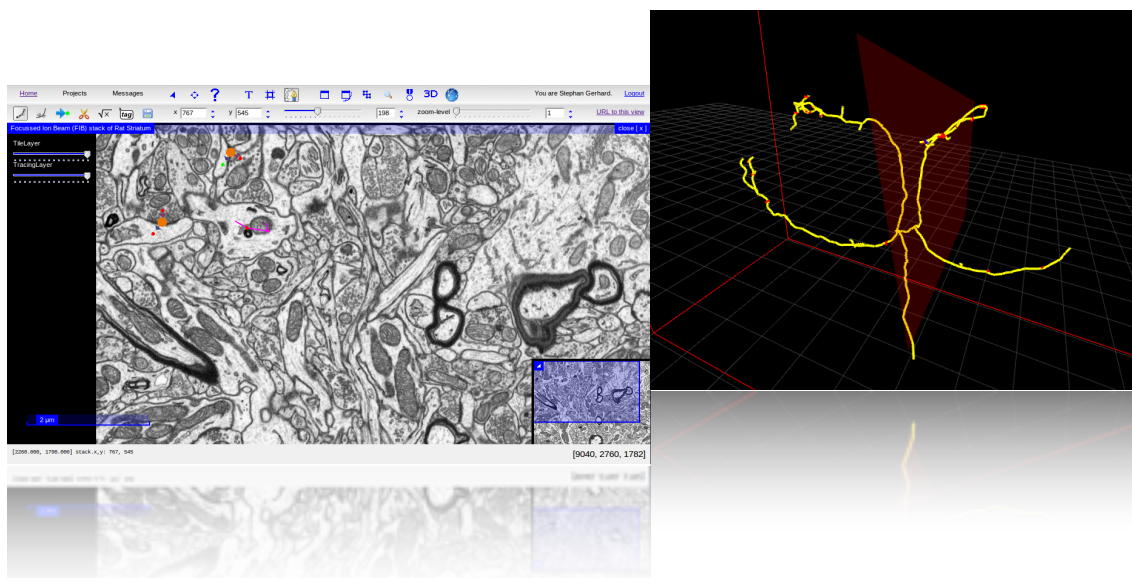 Home Projects Messages ? T 3D You are Stephan Gerhard. Logout
√x tag x 767 y 545 198 zoom-level 1 URL to this view
Focussed Ion Beam (FIB) stack of Rat Striatum close [ x ]
TileLayer
TracingLayer
2 μm
[2260.000, 1790.000] stack.x,y: 767, 545 [9040, 2760, 1782]